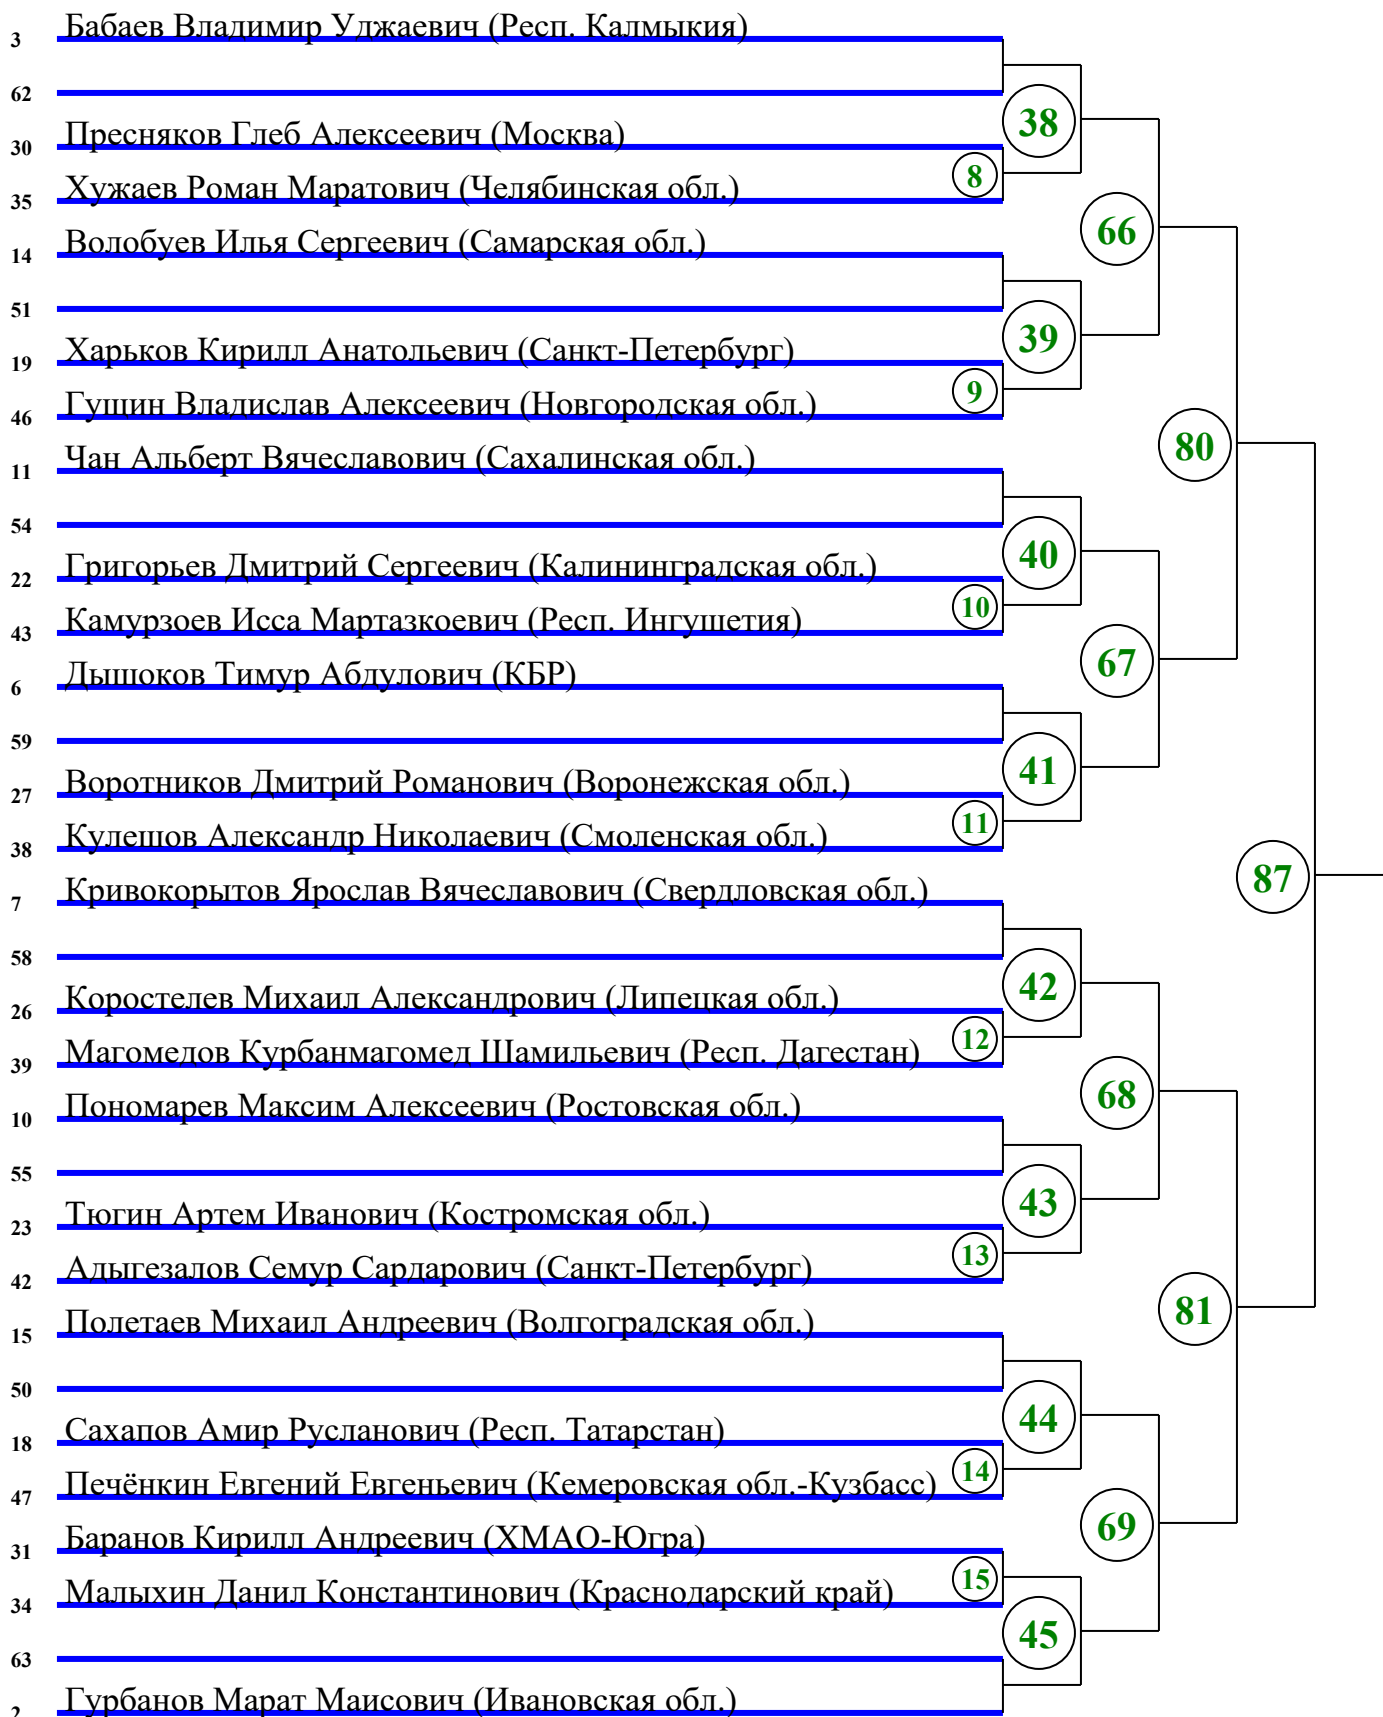 3 Бабаев Владимир Уджаевич (Респ. Калмыкия)
62
38
30 Пресняков Глеб Алексеевич (Москва)
8
35 Хужаев Роман Маратович (Челябинская обл.)
66
14 Волобуев Илья Сергеевич (Самарская обл.)
51
39
19 Харьков Кирилл Анатольевич (Санкт-Петербург)
9
46 Гущин Владислав Алексеевич (Новгородская обл.)
80
11 Чан Альберт Вячеславович (Сахалинская обл.)
54
40
22 Григорьев Дмитрий Сергеевич (Калининградская обл.)
10
43 Камурзоев Исса Мартазкоевич (Респ. Ингушетия)
67
6 Дышоков Тимур Абдулович (КБР)
59
41
27 Воротников Дмитрий Романович (Воронежская обл.)
11
38 Кулешов Александр Николаевич (Смоленская обл.)
87
7 Кривокорытов Ярослав Вячеславович (Свердловская обл.)
58
42
26 Коростелев Михаил Александрович (Липецкая обл.)
12
39 Магомедов Курбанмагомед Шамильевич (Респ. Дагестан)
68
10 Пономарев Максим Алексеевич (Ростовская обл.)
55
43
23 Тюгин Артем Иванович (Костромская обл.)
13
42 Адыгезалов Семур Сардарович (Санкт-Петербург)
81
15 Полетаев Михаил Андреевич (Волгоградская обл.)
50
44
18 Сахапов Амир Русланович (Респ. Татарстан)
14
47 Печёнкин Евгений Евгеньевич (Кемеровская обл.-Кузбасс)
69
31 Баранов Кирилл Андреевич (ХМАО-Югра)
15
34 Малыхин Данил Константинович (Краснодарский край)
45
63
2 Гурбанов Марат Маисович (Ивановская обл.)